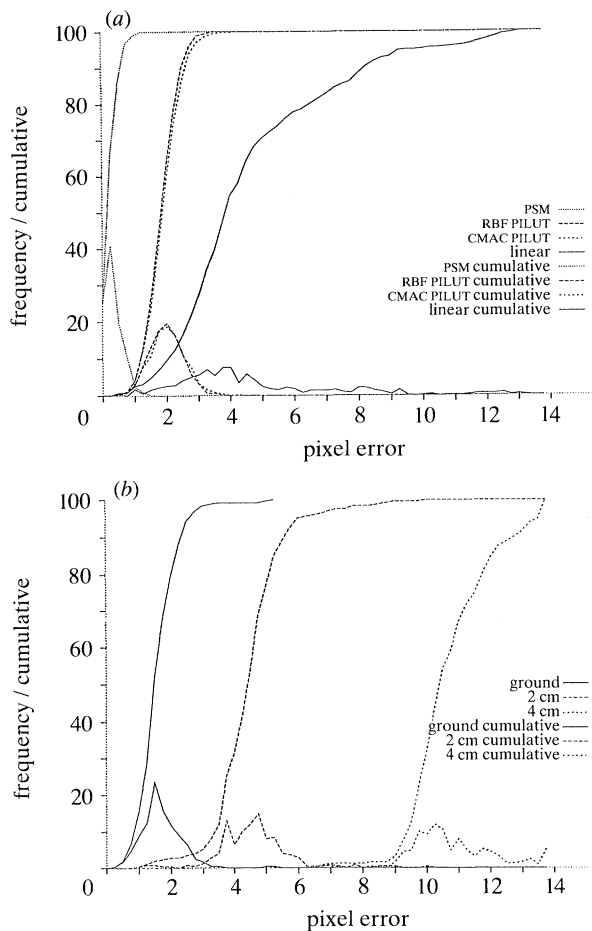 (a)
100
80
60
40
20
0
2
4
6
8
10
12
14
frequency / cumulative
PSM
RBF PILUT
CMAC PILUT
linear
PSM cumulative
RBF PILUT cumulative
CMAC PILUT cumulative
linear cumulative
pixel error
(b)
100
80
60
40
20
0
2
4
6
8
10
12
14
frequency / cumulative
ground
2 cm
4 cm
ground cumulative
2 cm cumulative
4 cm cumulative
pixel error